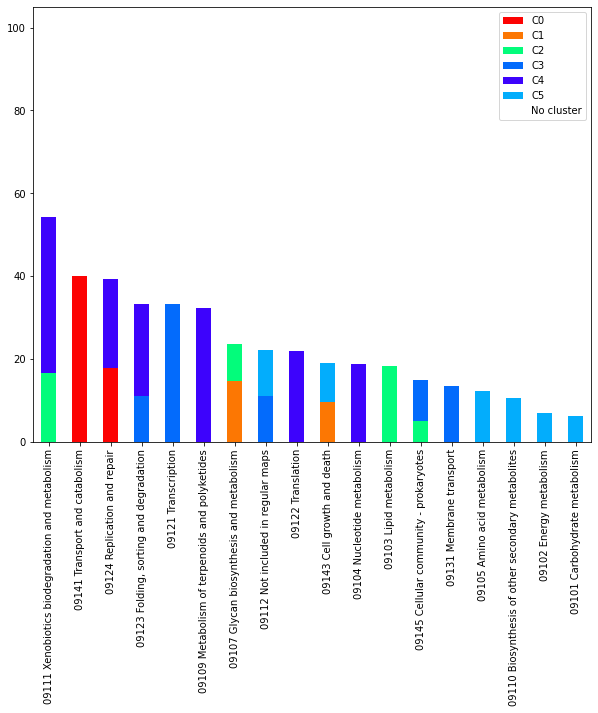 100
80
60
40
20
0
C0
C1
C2
C3
C4
C5
No cluster
09111 Xenobiotics biodegradation and metabolism
09141 Transport and catabolism
09124 Replication and repair
09123 Folding, sorting and degradation
09121 Transcription
09109 Metabolism of terpenoids and polyketides
09107 Glycan biosynthesis and metabolism
09112 Not included in regular maps
09122 Translation
09143 Cell growth and death
09104 Nucleotide metabolism
09103 Lipid metabolism
09145 Cellular community - prokaryotes
09131 Membrane transport
09105 Amino acid metabolism
09110 Biosynthesis of other secondary metabolites
09102 Energy metabolism
09101 Carbohydrate metabolism